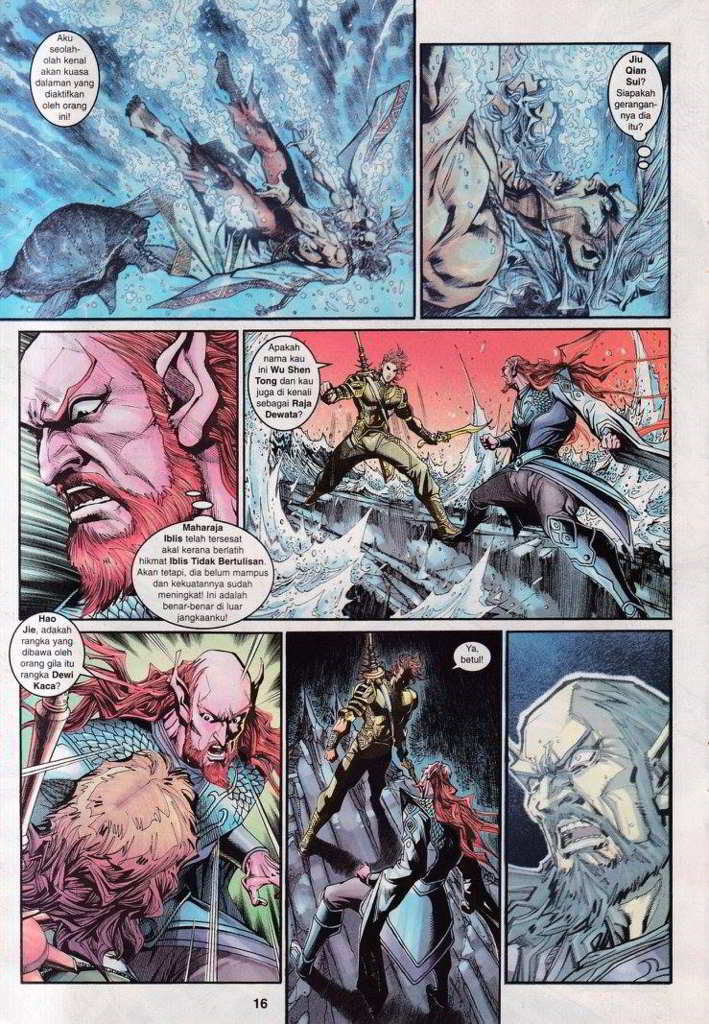 Aku
seolah-
olah kenal
akan kuasa
dalaman yang
diaktifkan
oleh orang
ini!
Jiu
Qian
Sui?
Siapakah
gerangan-
nya dia
itu?
Apakah
nama kau
ini Wu Shen
Tong dan kau
juga di kenali
sebagai Raja
Dewata?
Maharaja
Iblis telah tersesat
akal kerana berlatih
hikmat Iblis Tidak Bertulisan.
Akan tetapi, dia belum mampus
dan kekuatannya sudah
meningkat! Ini adalah
benar-benar di luar
jangkaanku!
Hao
Jie, adakah
rangka yang
dibawa oleh
orang gila itu
rangka Dewi
Kaca?
Ya,
betul!
16